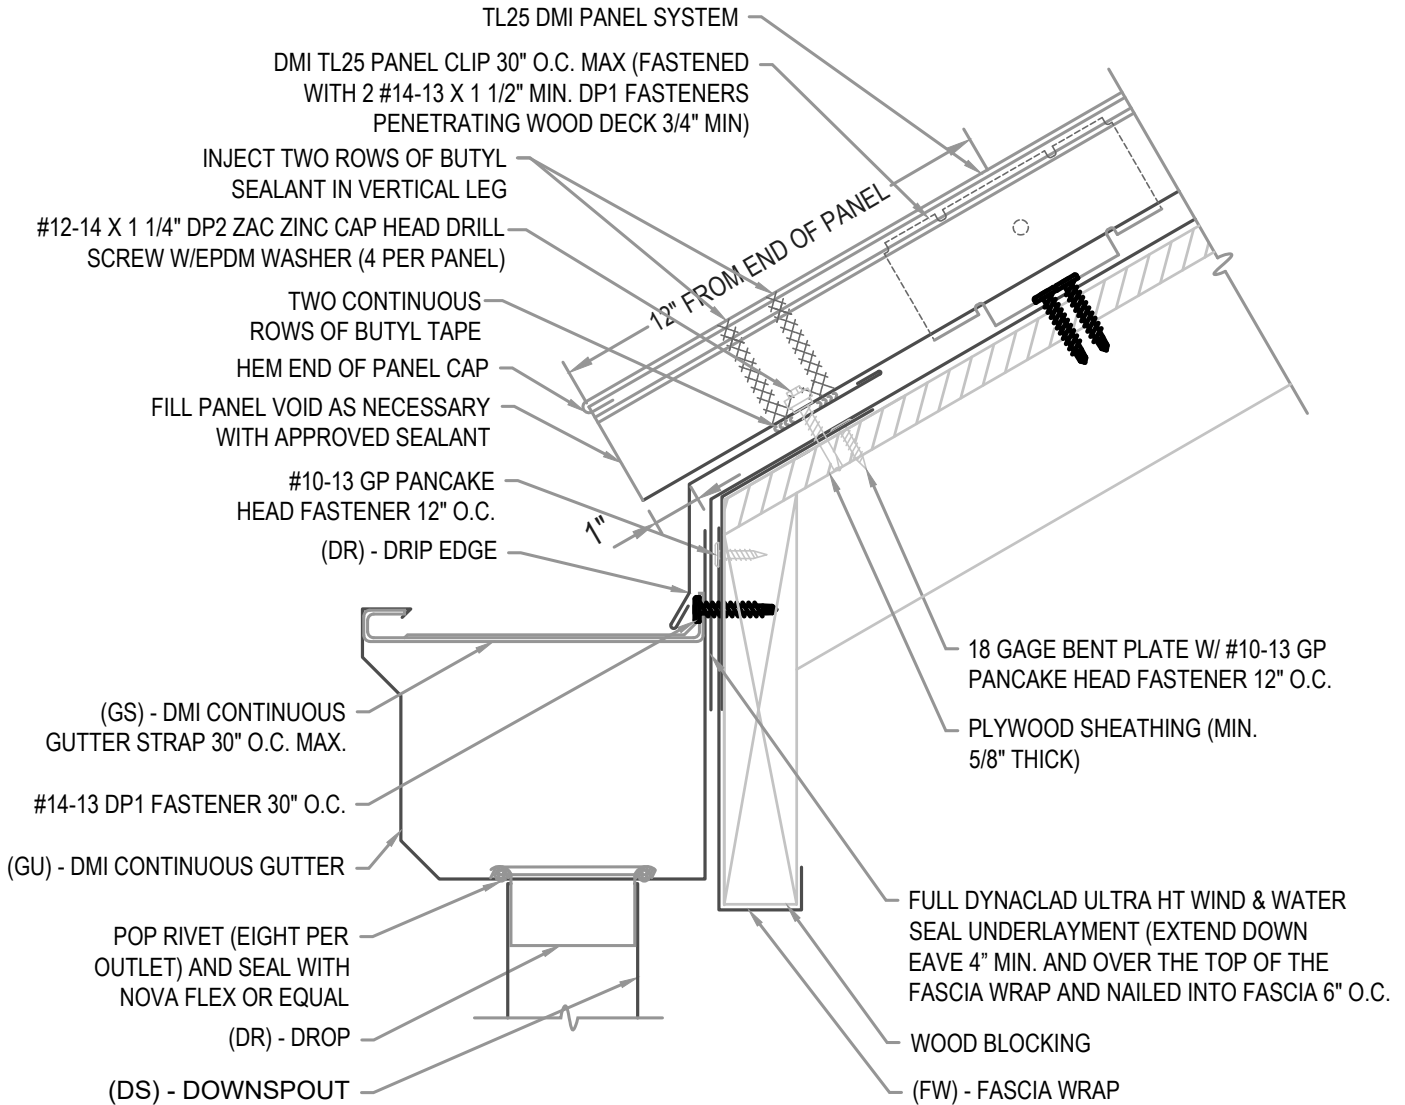 TL25 DMI PANEL SYSTEM
DMI TL25 PANEL CLIP 30" O.C. MAX (FASTENED
WITH 2 #14-13 X 1 1/2" MIN. DP1 FASTENERS
PENETRATING WOOD DECK 3/4" MIN)
INJECT TWO ROWS OF BUTYL
SEALANT IN VERTICAL LEG
#12-14 X 1 1/4" DP2 ZAC ZINC CAP HEAD DRILL
SCREW W/EPDM WASHER (4 PER PANEL)
TWO CONTINUOUS
ROWS OF BUTYL TAPE
HEM END OF PANEL CAP
FILL PANEL VOID AS NECESSARY
WITH APPROVED SEALANT
#10-13 GP PANCAKE
HEAD FASTENER 12" O.C.
(DR) - DRIP EDGE
12" FROM END OF PANEL
1"
(GS) - DMI CONTINUOUS
GUTTER STRAP 30" O.C. MAX.
#14-13 DP1 FASTENER 30" O.C.
(GU) - DMI CONTINUOUS GUTTER
POP RIVET (EIGHT PER
OUTLET) AND SEAL WITH
NOVA FLEX OR EQUAL
(DR) - DROP
(DS) - DOWNSPOUT
18 GAGE BENT PLATE W/ #10-13 GP
PANCAKE HEAD FASTENER 12" O.C.
PLYWOOD SHEATHING (MIN.
5/8" THICK)
FULL DYNACLAD ULTRA HT WIND & WATER
SEAL UNDERLAYMENT (EXTEND DOWN
EAVE 4” MIN. AND OVER THE TOP OF THE
FASCIA WRAP AND NAILED INTO FASCIA 6" O.C.
WOOD BLOCKING
(FW) - FASCIA WRAP